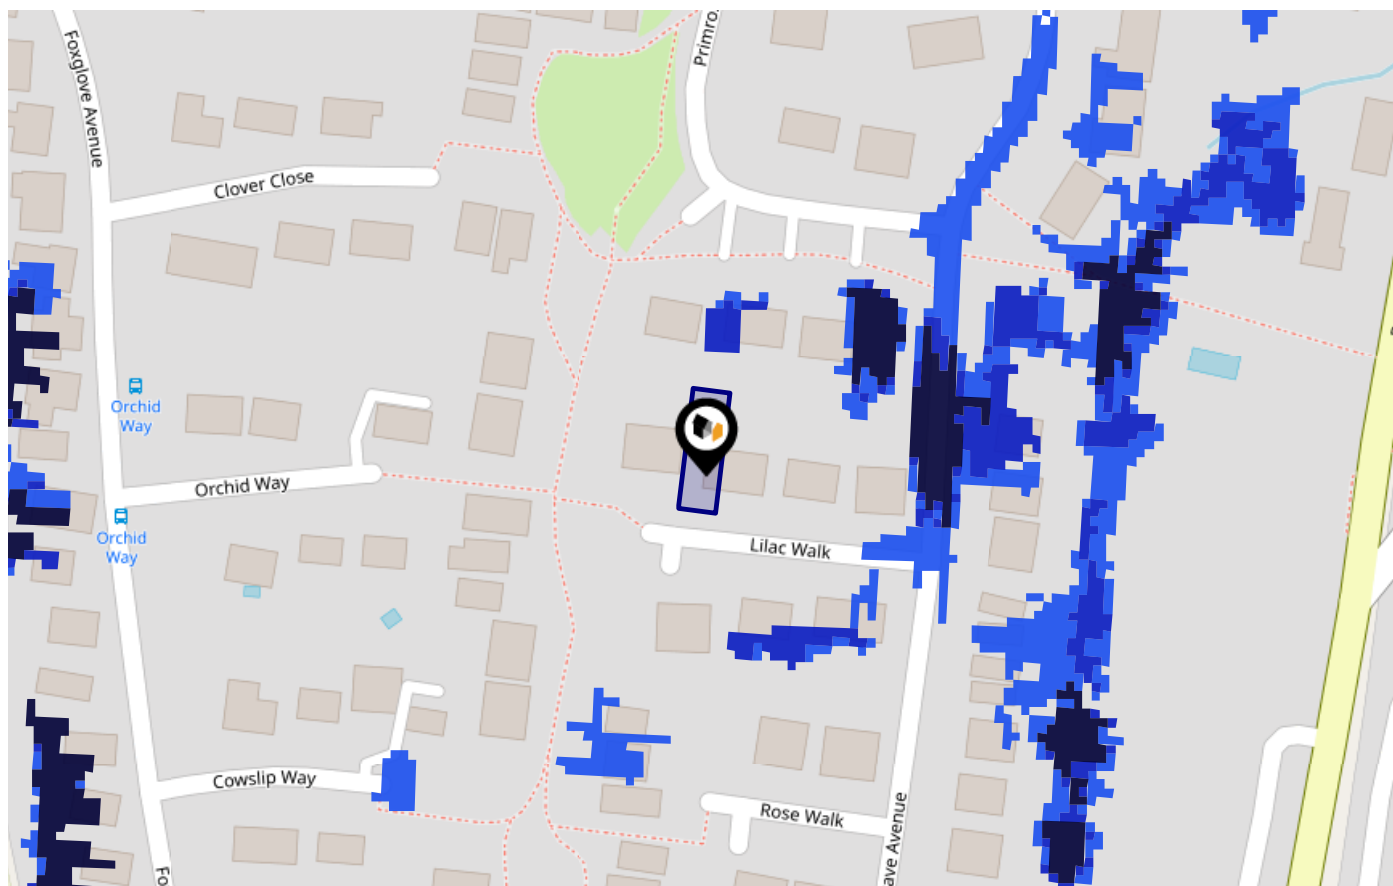 Foxglove Avenue
Primro
Clover Close
Orchid
Way
Orchid Way
Orchid
Way
Lilac Walk
Cowslip Way
Rose Walk
ave Avenue
Fo